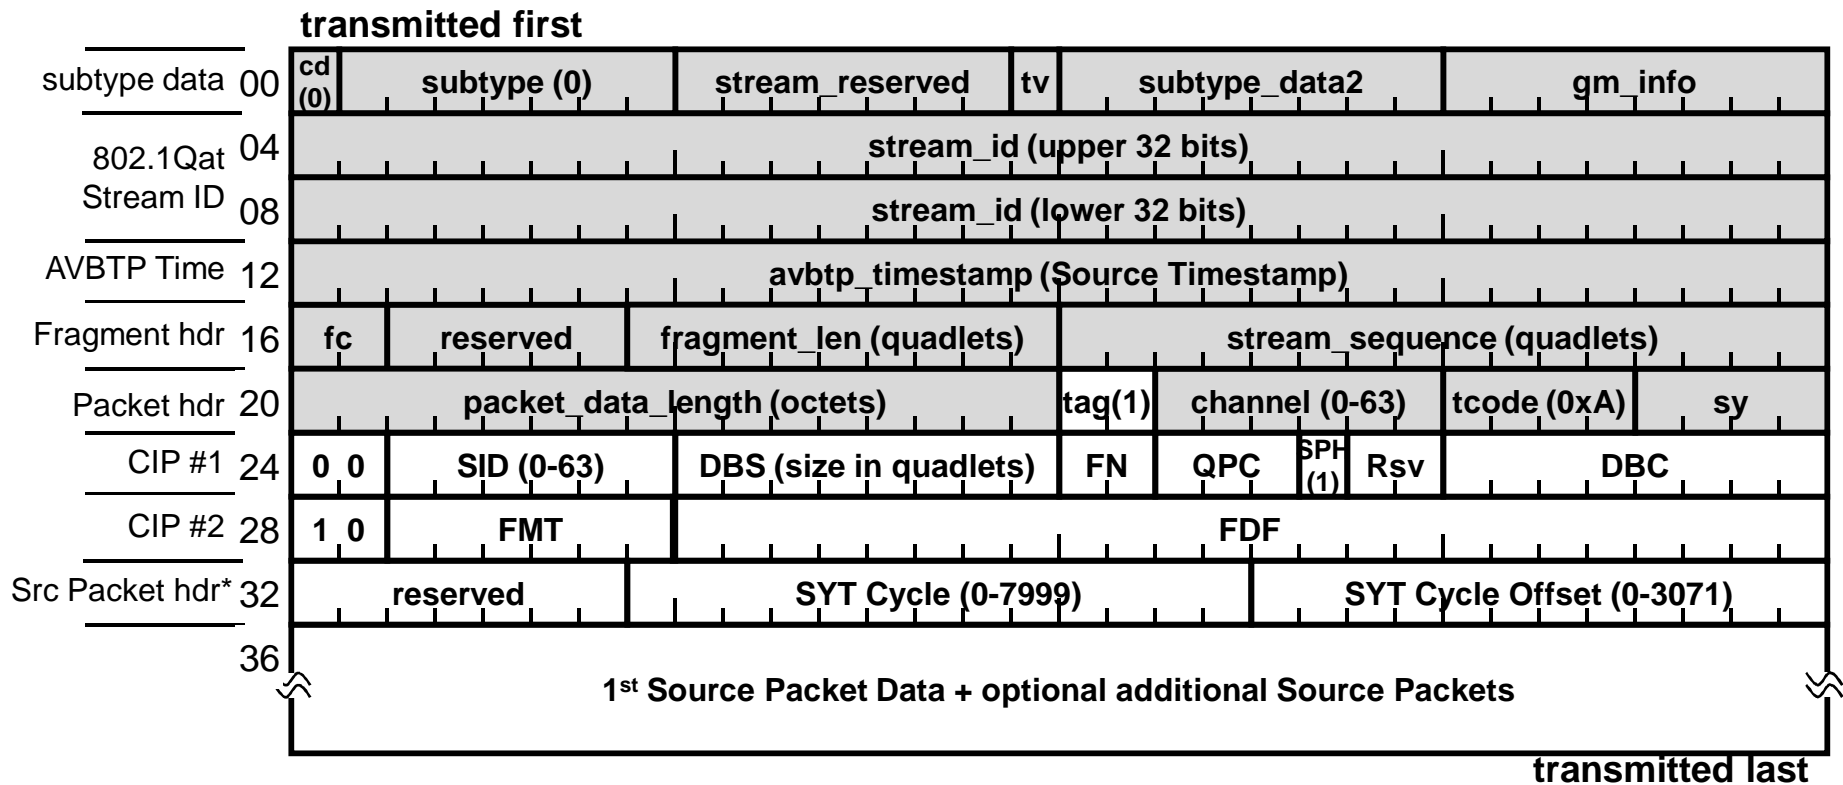 transmitted first
subtype data 00 cd (0) subtype (0) stream_reserved tv subtype_data2 gm_info
802.1Qat Stream ID
04 stream_id (upper 32 bits)
08 stream_id (lower 32 bits)
AVBTP Time 12 avbtp_timestamp (Source Timestamp)
Fragment hdr 16 fc reserved fragment_len (quadlets) stream_sequence (quadlets)
Packet hdr 20 packet_data_length (octets) tag(1) channel (0-63) tcode (0xA) sy
CIP #1 24 0 0 SID (0-63) DBS (size in quadlets) FN QPC SPH (1) Rsv DBC
CIP #2 28 1 0 FMT FDF
Src Packet hdr* 32 reserved SYT Cycle (0-7999) SYT Cycle Offset (0-3071)
36
1st Source Packet Data + optional additional Source Packets
transmitted last